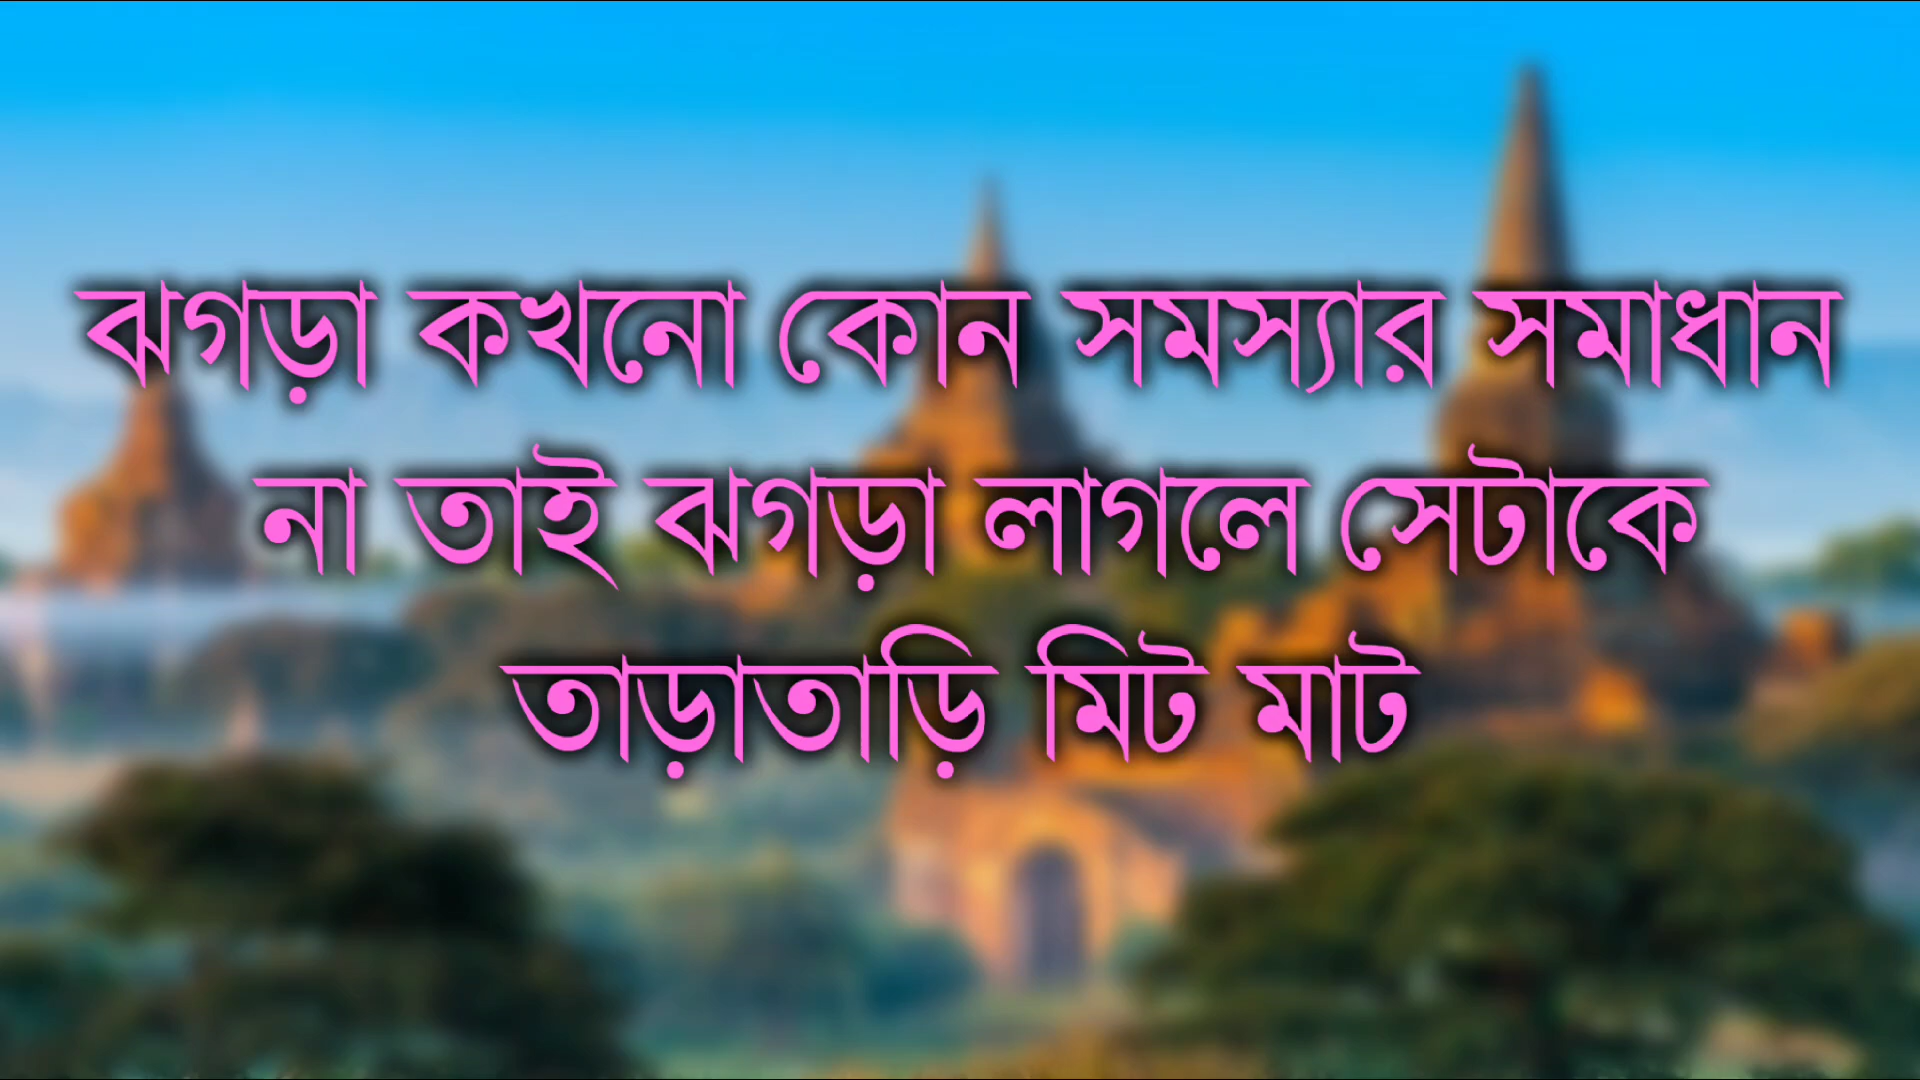 ঝগড়া কখনো কোন সমস্যার সমাধান
না তাই ঝগড়া লাগলে সেটাকে
তাড়াতাড়ি মিট মাট